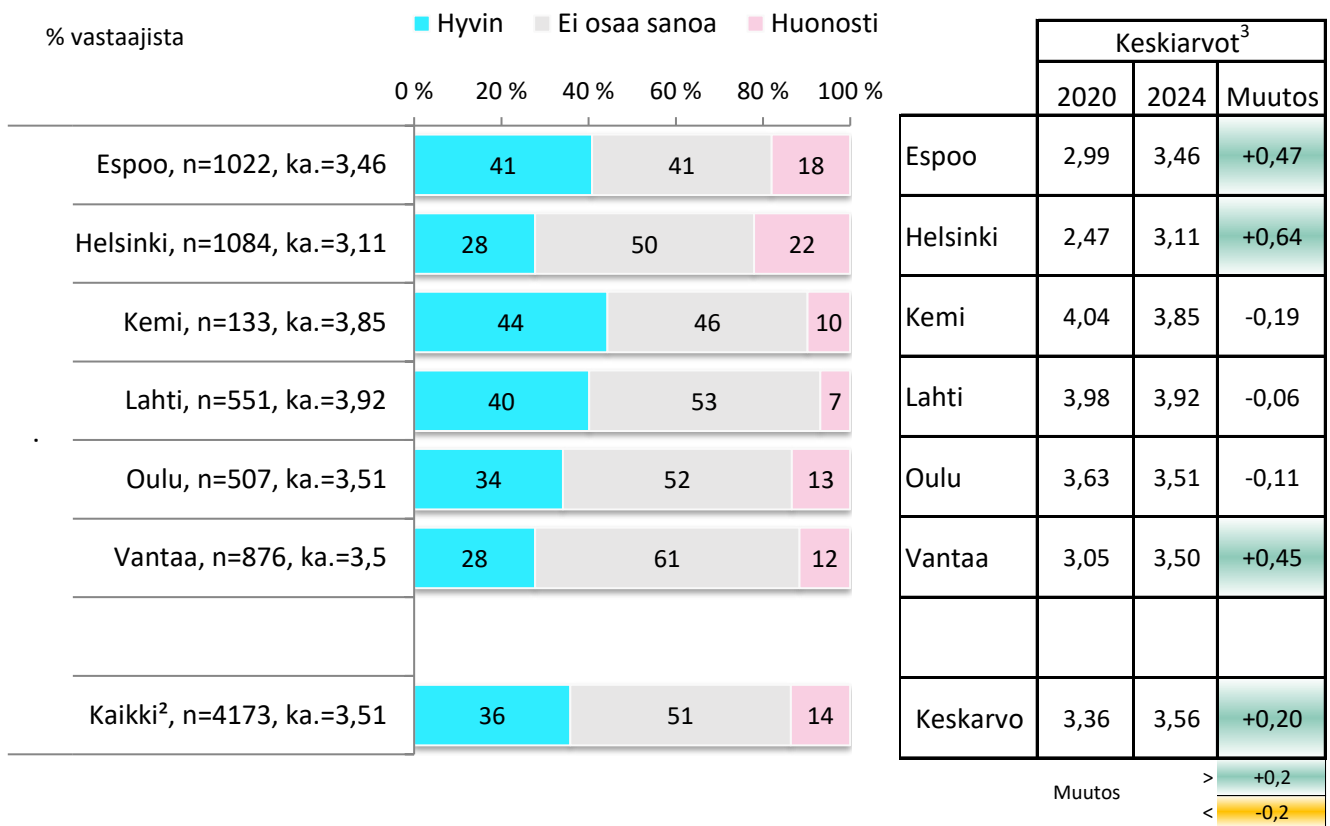 % vastaajista
Hyvin Ei osaa sanoa Huonosti
0 % 20 % 40 % 60 % 80 % 100 %
Espoo, n=1022, ka.=3,46 41 41 18
Helsinki, n=1084, ka.=3,11 28 50 22
Kemi, n=133, ka.=3,85 44 46 10
Lahti, n=551, ka.=3,92 40 53 7
.
Oulu, n=507, ka.=3,51 34 52 13
Vantaa, n=876, ka.=3,5 28 61 12
Kaikki², n=4173, ka.=3,51 36 51 14
Keskiarvot³
2020 2024 Muutos
Espoo 2,99 3,46 +0,47
Helsinki 2,47 3,11 +0,64
Kemi 4,04 3,85 -0,19
Lahti 3,98 3,92 -0,06
Oulu 3,63 3,51 -0,11
Vantaa 3,05 3,50 +0,45
Keskarvo 3,36 3,56 +0,20
Muutos
> +0,2
< -0,2